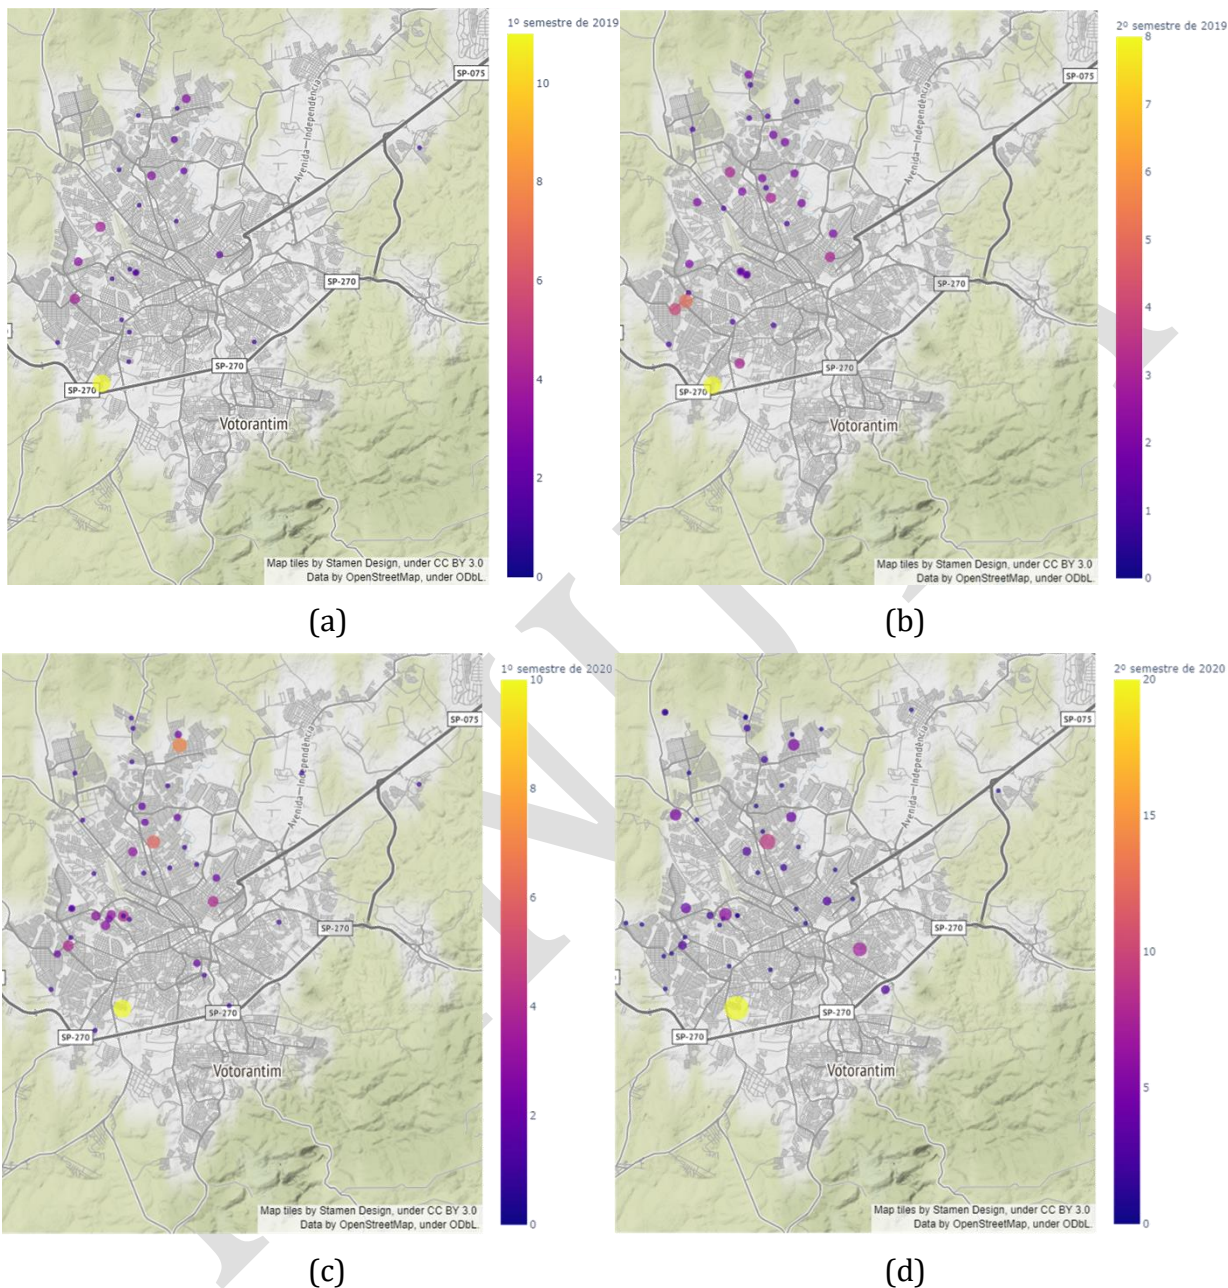 1º semestre de 2019
SP-075
Avenida—Independência
SP-270
SP-270
SP-270
Votorantim
Map tiles by Stamen Design, under CC BY 3.0
Data by OpenStreetMap, under ODbL.
10
8
6
4
2
0
(a)
2º semestre de 2019
SP-075
Avenida—Independência
SP-270
SP-270
SP-270
Votorantim
Map tiles by Stamen Design, under CC BY 3.0
Data by OpenStreetMap, under ODbL.
8
7
6
5
4
3
2
1
0
(b)
1º semestre de 2020
SP-075
Avenida—Independência
SP-270
SP-270
SP-270
Votorantim
Map tiles by Stamen Design, under CC BY 3.0
Data by OpenStreetMap, under ODbL.
10
8
6
4
2
0
(c)
2º semestre de 2020
SP-075
Avenida—Independência
SP-270
SP-270
SP-270
Votorantim
Map tiles by Stamen Design, under CC BY 3.0
Data by OpenStreetMap, under ODbL.
20
15
10
5
0
(d)